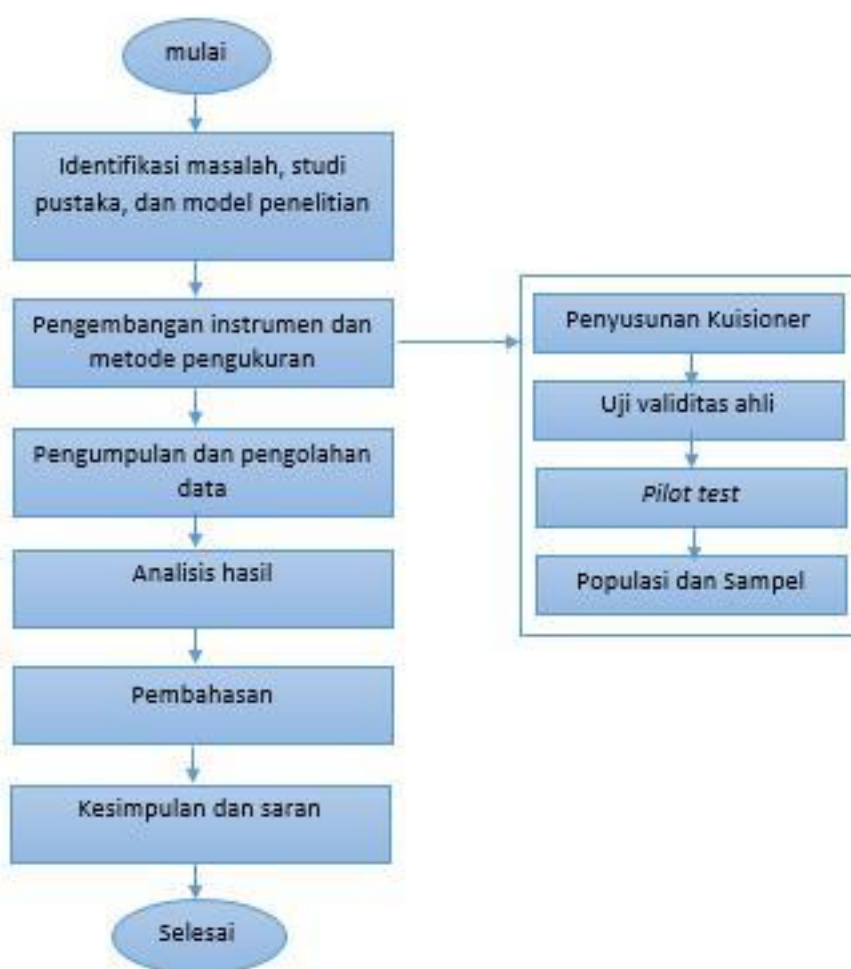 mulai
Identifikasi masalah, studi
pustaka, dan model penelitian
Pengembangan instrumen dan
metode pengukuran
Pengumpulan dan pengolahan
data
Analisis hasil
Pembahasan
Kesimpulan dan saran
Selesai
Penyusunan Kuisioner
Uji validitas ahli
Pilot test
Populasi dan Sampel